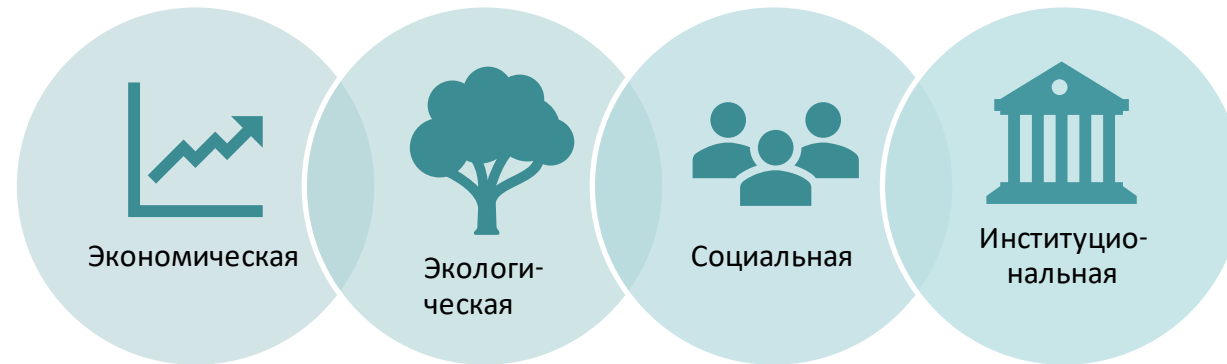 Экономическая
Экологи-
ческая
Социальная
Институцио-
нальная